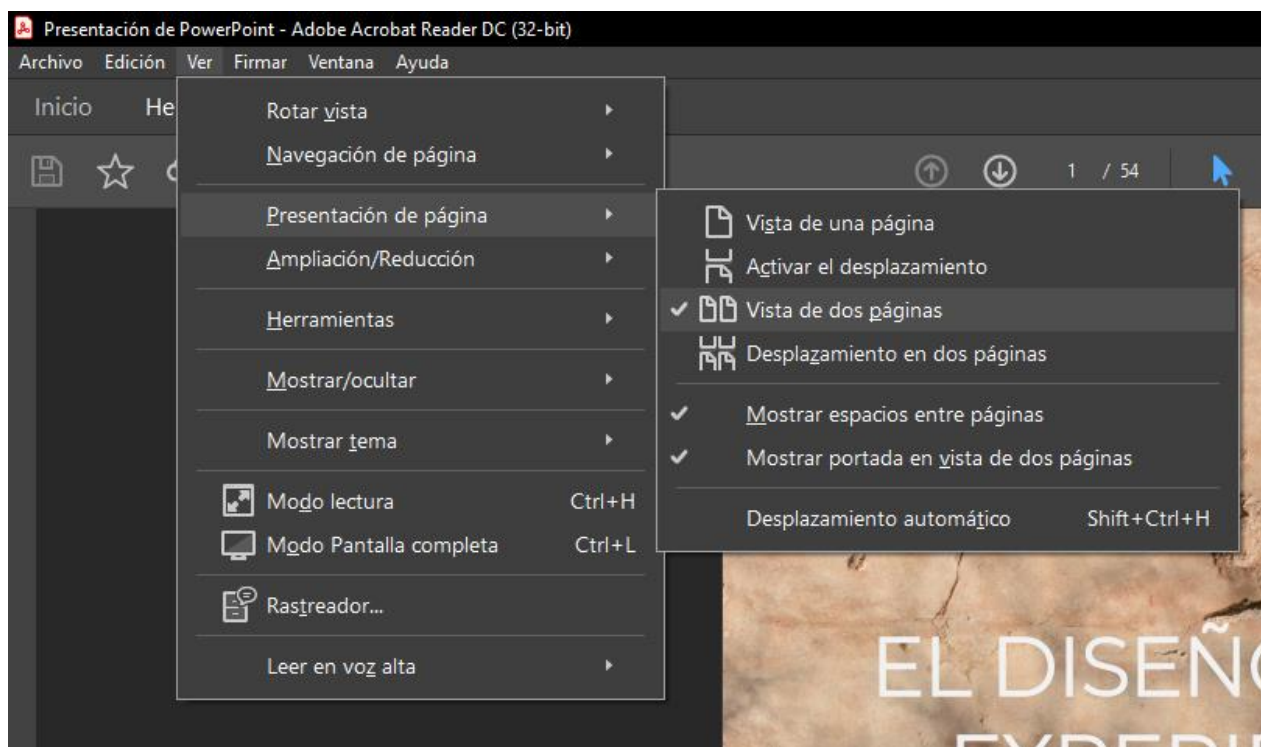 Presentación de PowerPoint - Adobe Acrobat Reader DC (32-bit)
Archivo Edición Ver Firmar Ventana Ayuda
Inicio He
1 / 54
Rotar vista
Navegación de página
Presentación de página
Ampliación/Reducción
Herramientas
Mostrar/ocultar
Mostrar tema
Modo lectura Ctrl+H
Modo Pantalla completa Ctrl+L
Rastreador...
Leer en voz alta
Vista de una página
Activar el desplazamiento
Vista de dos páginas
Desplazamiento en dos páginas
Mostrar espacios entre páginas
Mostrar portada en vista de dos páginas
Desplazamiento automático Shift+Ctrl+H
EL DISEÑ